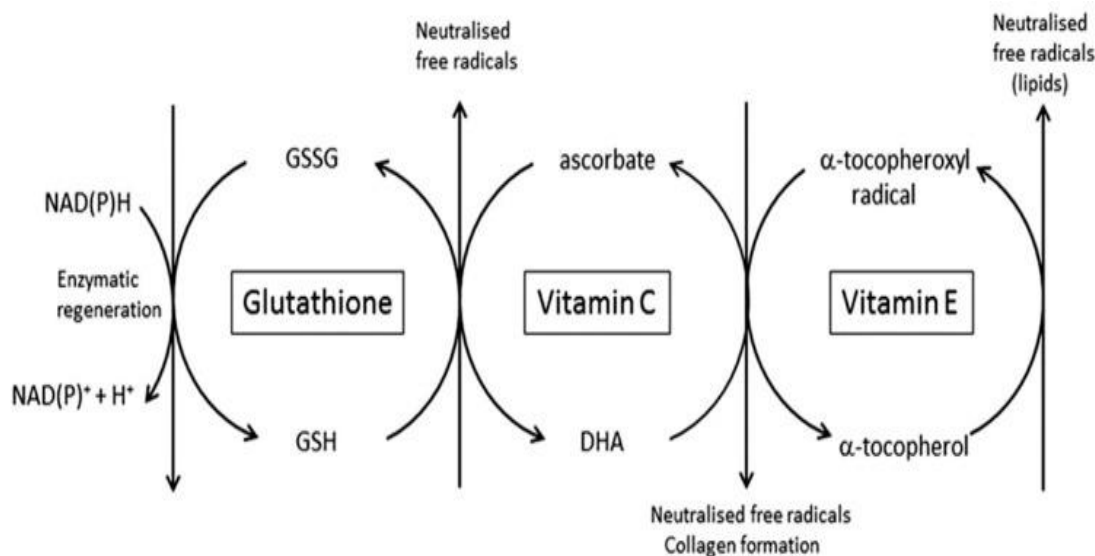 Neutralised
free radicals
Neutralised
free radicals
(lipids)
GSSG
ascorbate
α-tocopheroxyl
radical
NAD(P)H
Enzymatic
regeneration
Glutathione
Vitamin C
Vitamin E
NAD(P)⁺ + H⁺
GSH
DHA
α-tocopherol
Neutralised free radicals
Collagen formation